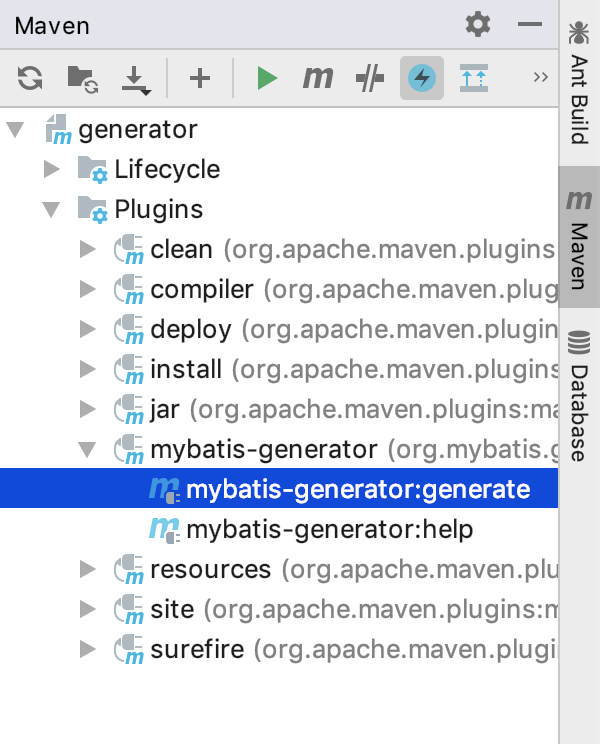 Maven
generator
Lifecycle
Plugins
clean (org.apache.maven.plugins
compiler (org.apache.maven.plug
deploy (org.apache.maven.plugin
install (org.apache.maven.plugins
jar (org.apache.maven.plugins:ma
mybatis-generator (org.mybatis.g
mybatis-generator:generate
mybatis-generator:help
resources (org.apache.maven.plu
site (org.apache.maven.plugins:m
surefire (org.apache.maven.plugi
Ant Build
Maven
Database